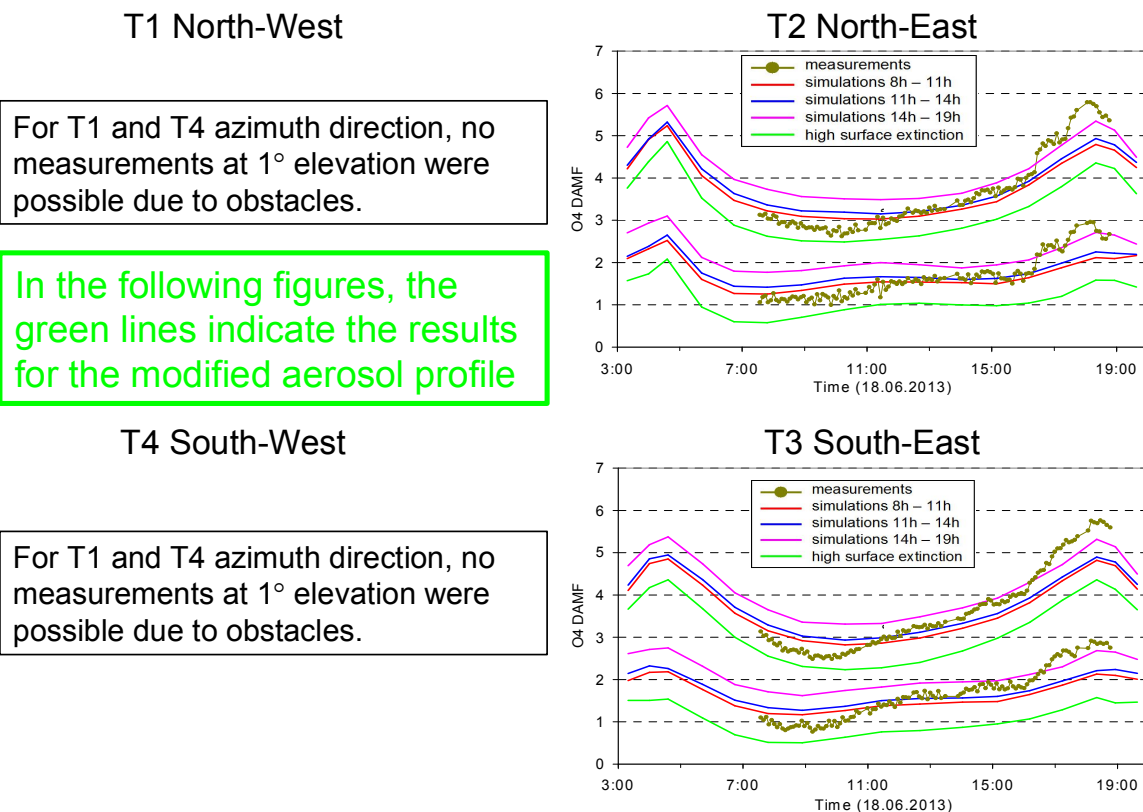 T1 North-West
For T1 and T4 azimuth direction, no
measurements at 1° elevation were
possible due to obstacles.
In the following figures, the
green lines indicate the results
for the modified aerosol profile
T2 North-East
7
6
5
4
3
2
1
0
O4 DAMF
measurements
simulations 8h – 11h
simulations 11h – 14h
simulations 14h – 19h
high surface extinction
3:00 7:00 11:00 15:00 19:00
Time (18.06.2013)
T4 South-West
For T1 and T4 azimuth direction, no
measurements at 1° elevation were
possible due to obstacles.
T3 South-East
7
6
5
4
3
2
1
0
O4 DAMF
measurements
simulations 8h – 11h
simulations 11h – 14h
simulations 14h – 19h
high surface extinction
3:00 7:00 11:00 15:00 19:00
Time (18.06.2013)